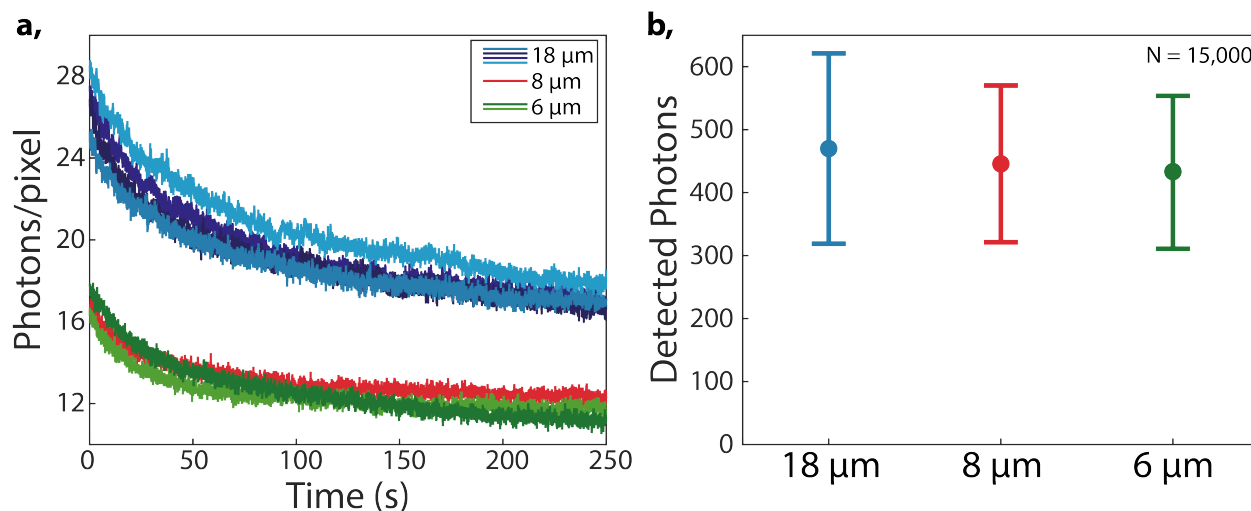 a,
18 µm
8 µm
6 µm
28
24
20
16
12
Photons/pixel
0 50 100 150 200 250
Time (s)
b,
N = 15,000
600
500
400
300
200
100
0
Detected Photons
18 µm 8 µm 6 µm